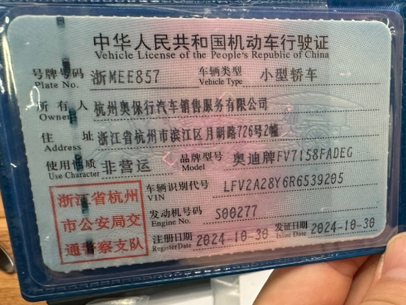 中华人民共和国机动车行驶证
Vehicle License of the People's Republic of China
号牌号码 浙MEE857 车辆类型 小型轿车
Plate No. Vehicle Type
所有人 杭州奥保行汽车销售服务有限公司
Owner
住址 浙江省杭州市滨江区月明路726号2幢
Address
使用性质 非营运 品牌型号 奥迪牌FV7158FADEG
Use Character Model
浙江省杭州
市公安局交
通警察支队
车辆识别代号 LFV2A28Y6R6539205
VIN
发动机号码 S00277
Engine No.
注册日期 2024-10-30 发证日期 2024-10-30
Register Date Issue Date